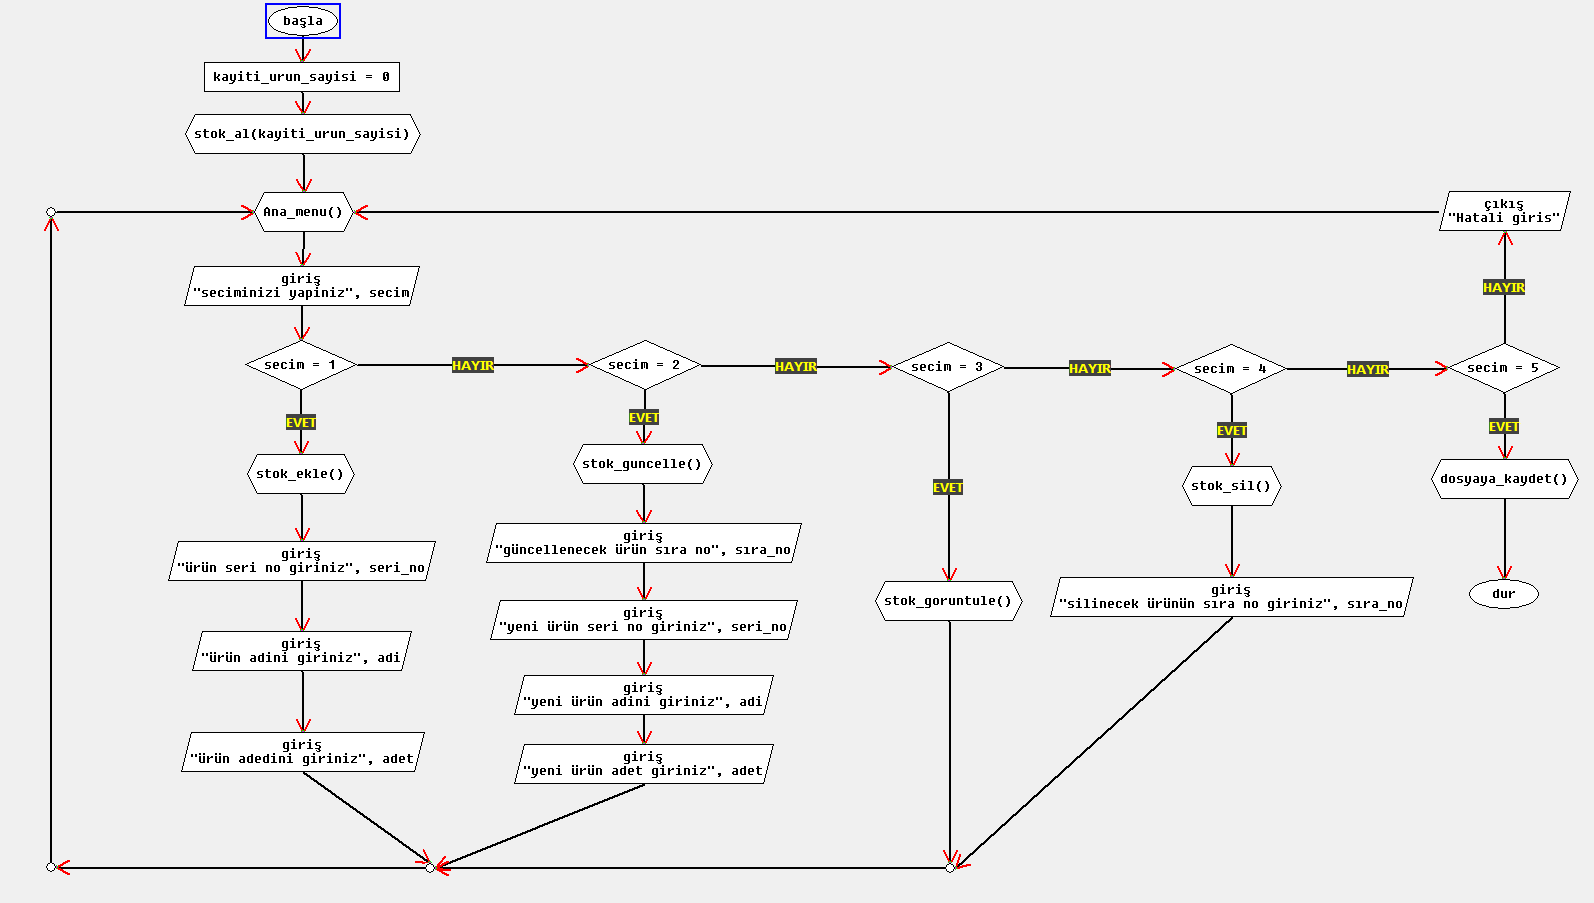 başla
kayiti_urun_sayisi = 0
stok_al(kayiti_urun_sayisi)
Ana_menu()
çıkış
"Hatali giris"
giriş
"seciminizi yapiniz", secim
HAYIR
secim = 1
HAYIR
secim = 2
HAYIR
secim = 3
HAYIR
secim = 4
HAYIR
secim = 5
EVET
EVET
EVET
EVET
EVET
stok_ekle()
stok_guncelle()
stok_sil()
dosyaya_kaydet()
giriş
"ürün seri no giriniz", seri_no
giriş
"güncellenecek ürün sıra no", sıra_no
giriş
"yeni ürün seri no giriniz", seri_no
stok_goruntule()
giriş
"silinecek ürünün sıra no giriniz", sıra_no
dur
giriş
"ürün adini giriniz", adi
giriş
"yeni ürün adini giriniz", adi
giriş
"ürün adedini giriniz", adet
giriş
"yeni ürün adet giriniz", adet